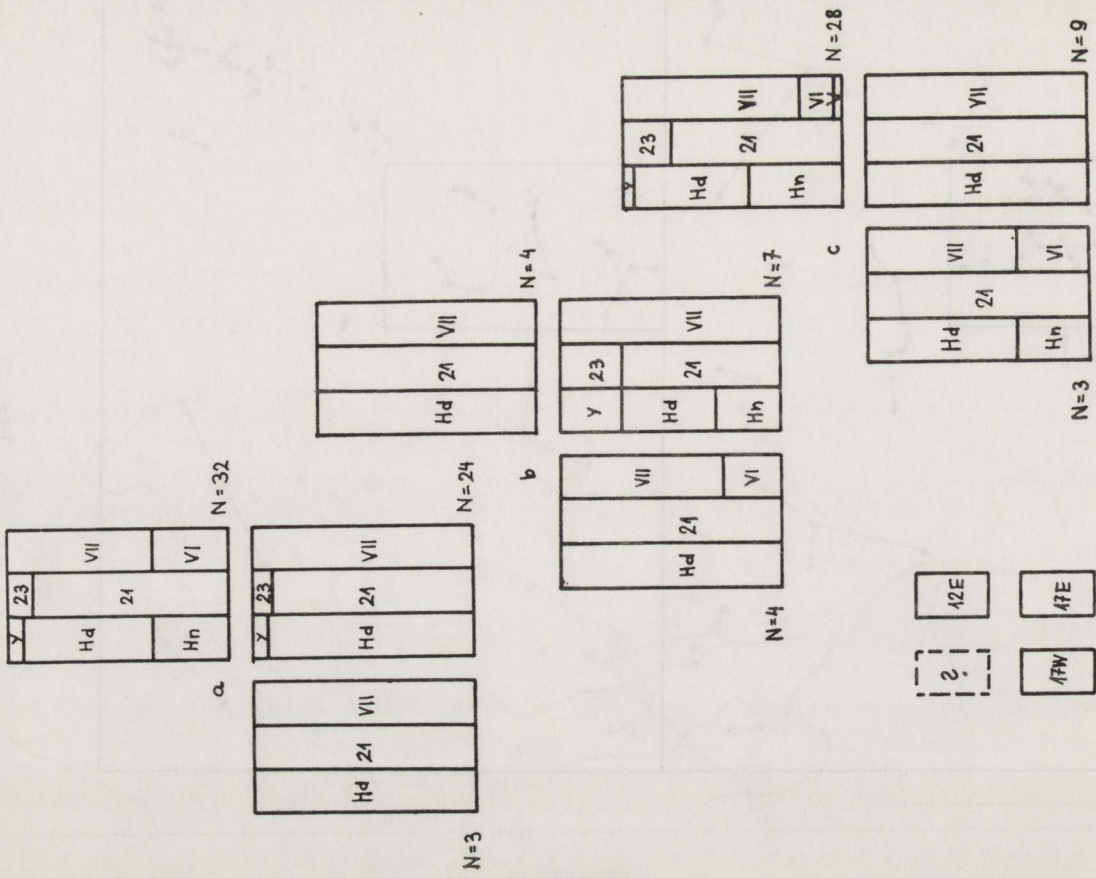 Y 23 VII
Hd 21
Hn VI
N = 32
a
Hd 21 VII
N=3
Y 23 VII
Hd 21
N = 24
Hd 21 VII
N = 4
b
Hd 21 VII
VI
N=4
Y 23 VII
Hd 21
Hn
N=7
Y 23 VII
Hd 21
Hn VI
V
N = 28
c
Hd 21 VII
Hn VI
N=3
Hd 21 VII
N = 9
? 12E
17W 17E